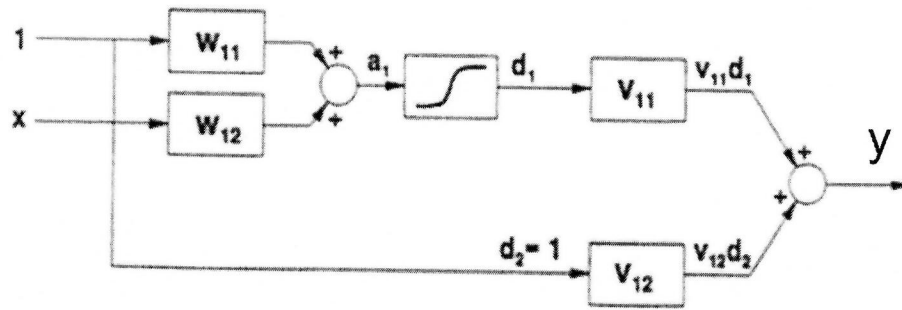 1
W₁₁
+
a₁
d₁
V₁₁
v₁₁d₁
x
W₁₂
+
+
y
+
d₂= 1
V₁₂
v₁₂d₂